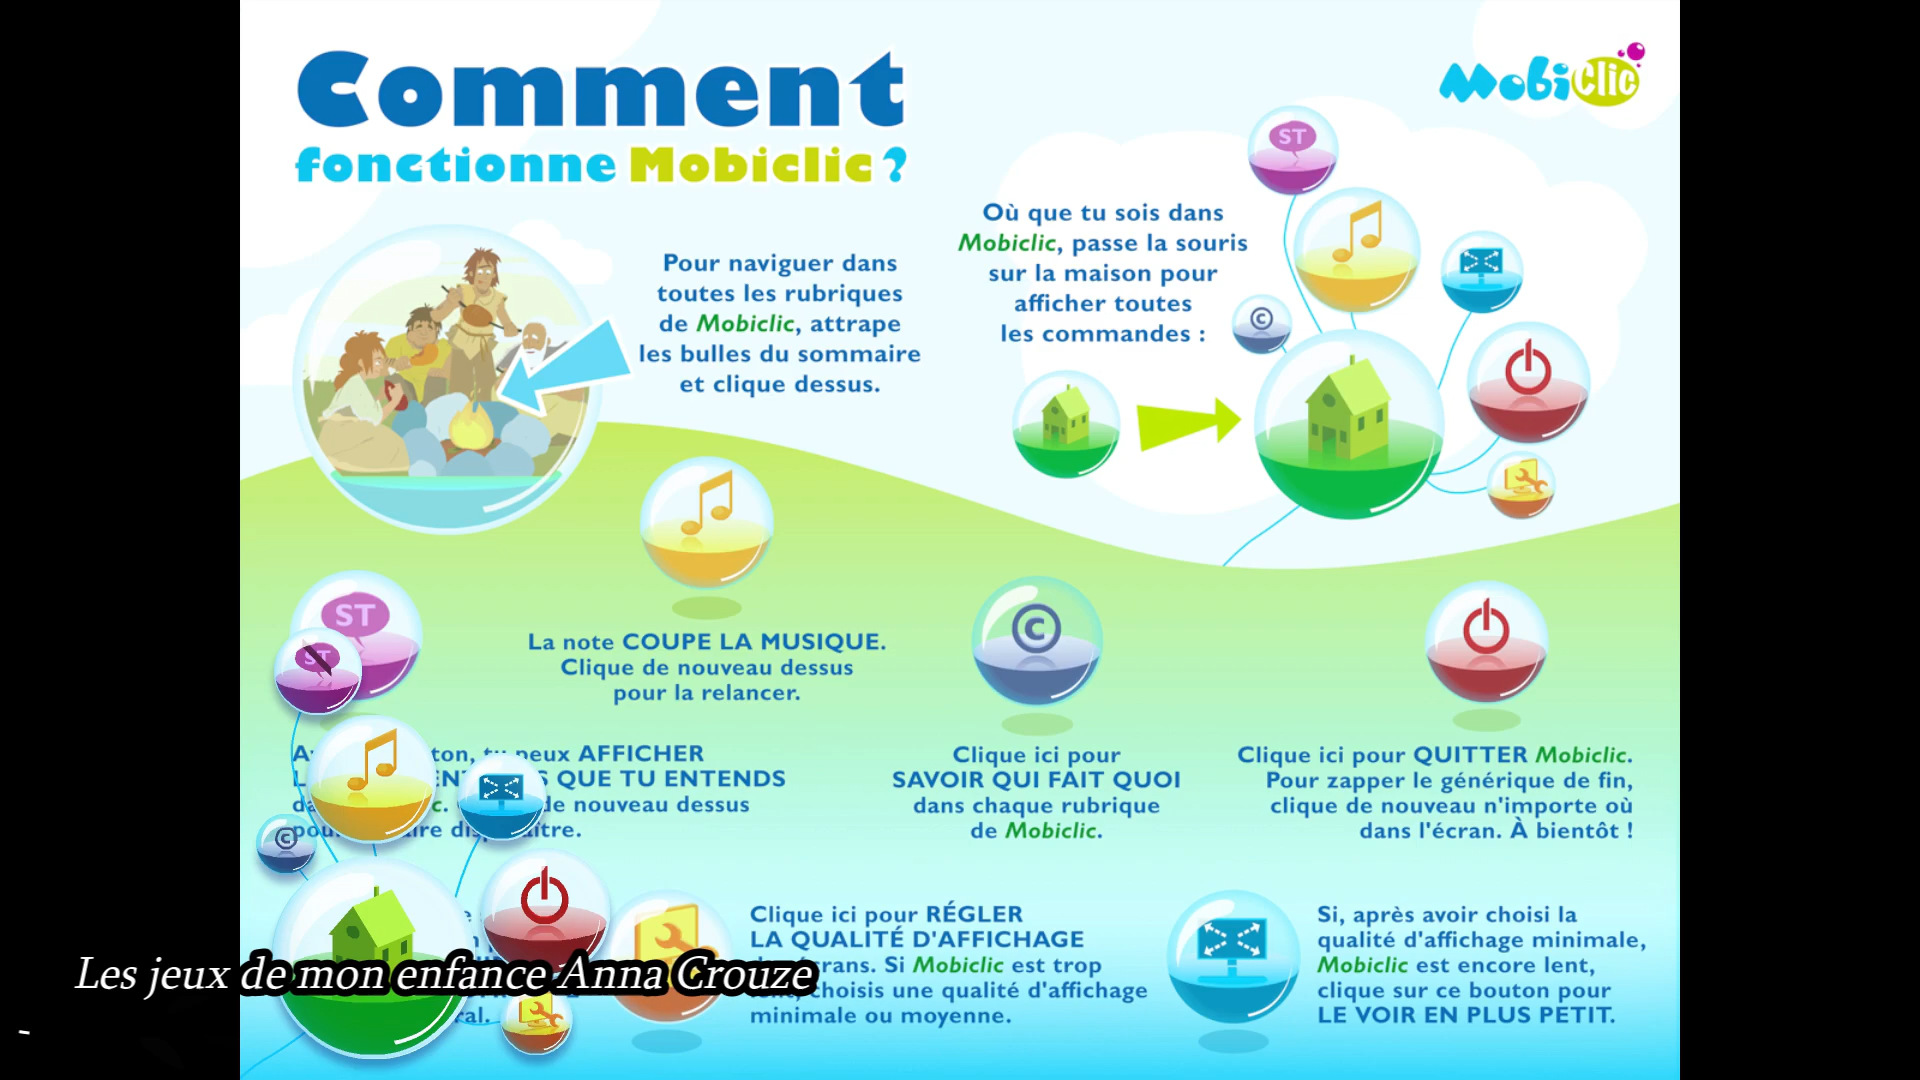 Comment
fonctionne Mobiclic ?
Mobiclic
ST
Où que tu sois dans
Mobiclic, passe la souris
sur la maison pour
afficher toutes
les commandes :
©
Pour naviguer dans
toutes les rubriques
de Mobiclic, attrape
les bulles du sommaire
et clique dessus.
ST
ST
La note COUPE LA MUSIQUE.
Clique de nouveau dessus
pour la relancer.
©
ton, tu peux AFFICHER
QUE TU ENTENDS
de nouveau dessus
©
Clique ici pour
SAVOIR QUI FAIT QUOI
dans chaque rubrique
de Mobiclic.
Clique ici pour QUITTER Mobiclic.
Pour zapper le générique de fin,
clique de nouveau n'importe où
dans l'écran. À bientôt !
Clique ici pour RÉGLER
LA QUALITÉ D'AFFICHAGE
écrans. Si Mobiclic est trop
choisis une qualité d'affichage
minimale ou moyenne.
Si, après avoir choisi la
qualité d'affichage minimale,
Mobiclic est encore lent,
clique sur ce bouton pour
LE VOIR EN PLUS PETIT.
Les jeux de mon enfance Anna Crouze
-